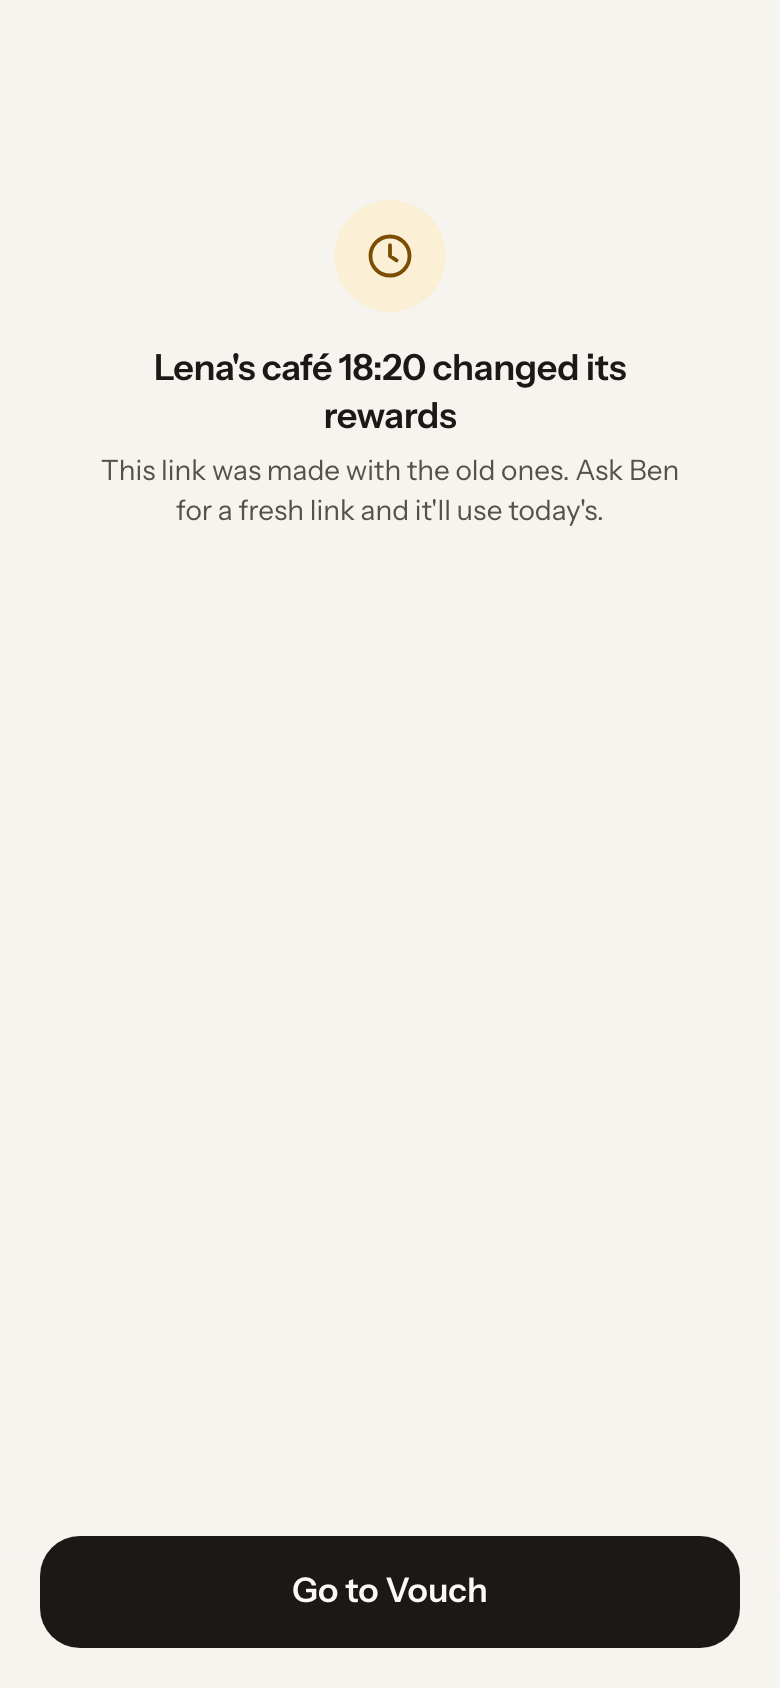 Lena's café 18:20 changed its
rewards
This link was made with the old ones. Ask Ben
for a fresh link and it'll use today's.
Go to Vouch